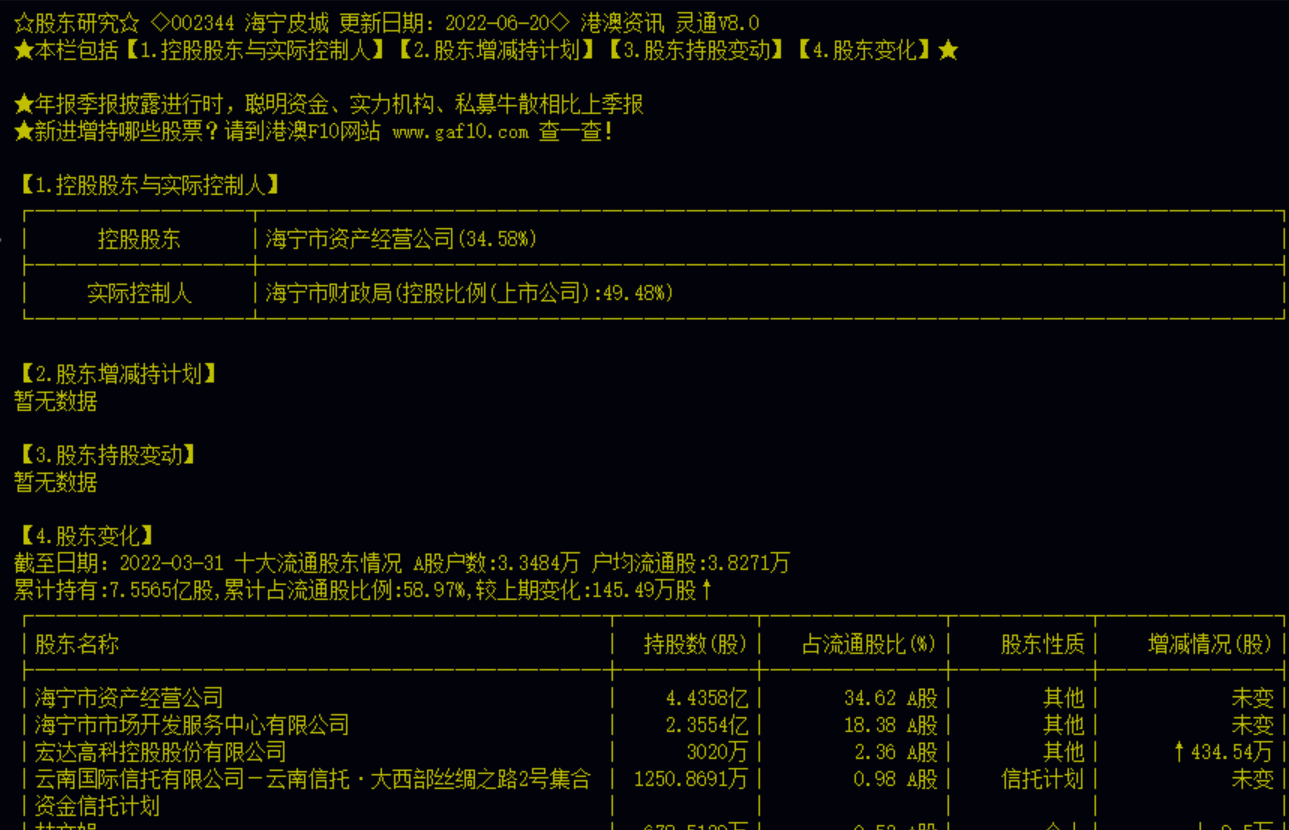 ☆股东研究☆ ◇002344 海宁皮城 更新日期：2022-06-20◇ 港澳资讯 灵通V8.0
★本栏包括【1.控股股东与实际控制人】【2.股东增减持计划】【3.股东持股变动】【4.股东变化】★
★年报季报披露进行时，聪明资金、实力机构、私募牛散相比上季报
★新进增持哪些股票？请到港澳F10网站 www.gaf10.com 查一查!
【1.控股股东与实际控制人】
控股股东 海宁市资产经营公司(34.58%)
实际控制人 海宁市财政局(控股比例(上市公司):49.48%)
【2.股东增减持计划】
暂无数据
【3.股东持股变动】
暂无数据
【4.股东变化】
截至日期：2022-03-31 十大流通股东情况 A股户数:3.3484万 户均流通股:3.8271万
累计持有:7.5565亿股,累计占流通股比例:58.97%,较上期变化:145.49万股↑
股东名称 持股数(股) 占流通股比(%) 股东性质 增减情况(股)
海宁市资产经营公司 4.4358亿 34.62 A股 其他 未变
海宁市市场开发服务中心有限公司 2.3554亿 18.38 A股 其他 未变
宏达高科控股股份有限公司 3020万 2.36 A股 其他 ↑434.54万
云南国际信托有限公司－云南信托·大西部丝绸之路2号集合 1250.8691万 0.98 A股 信托计划 未变
资金信托计划